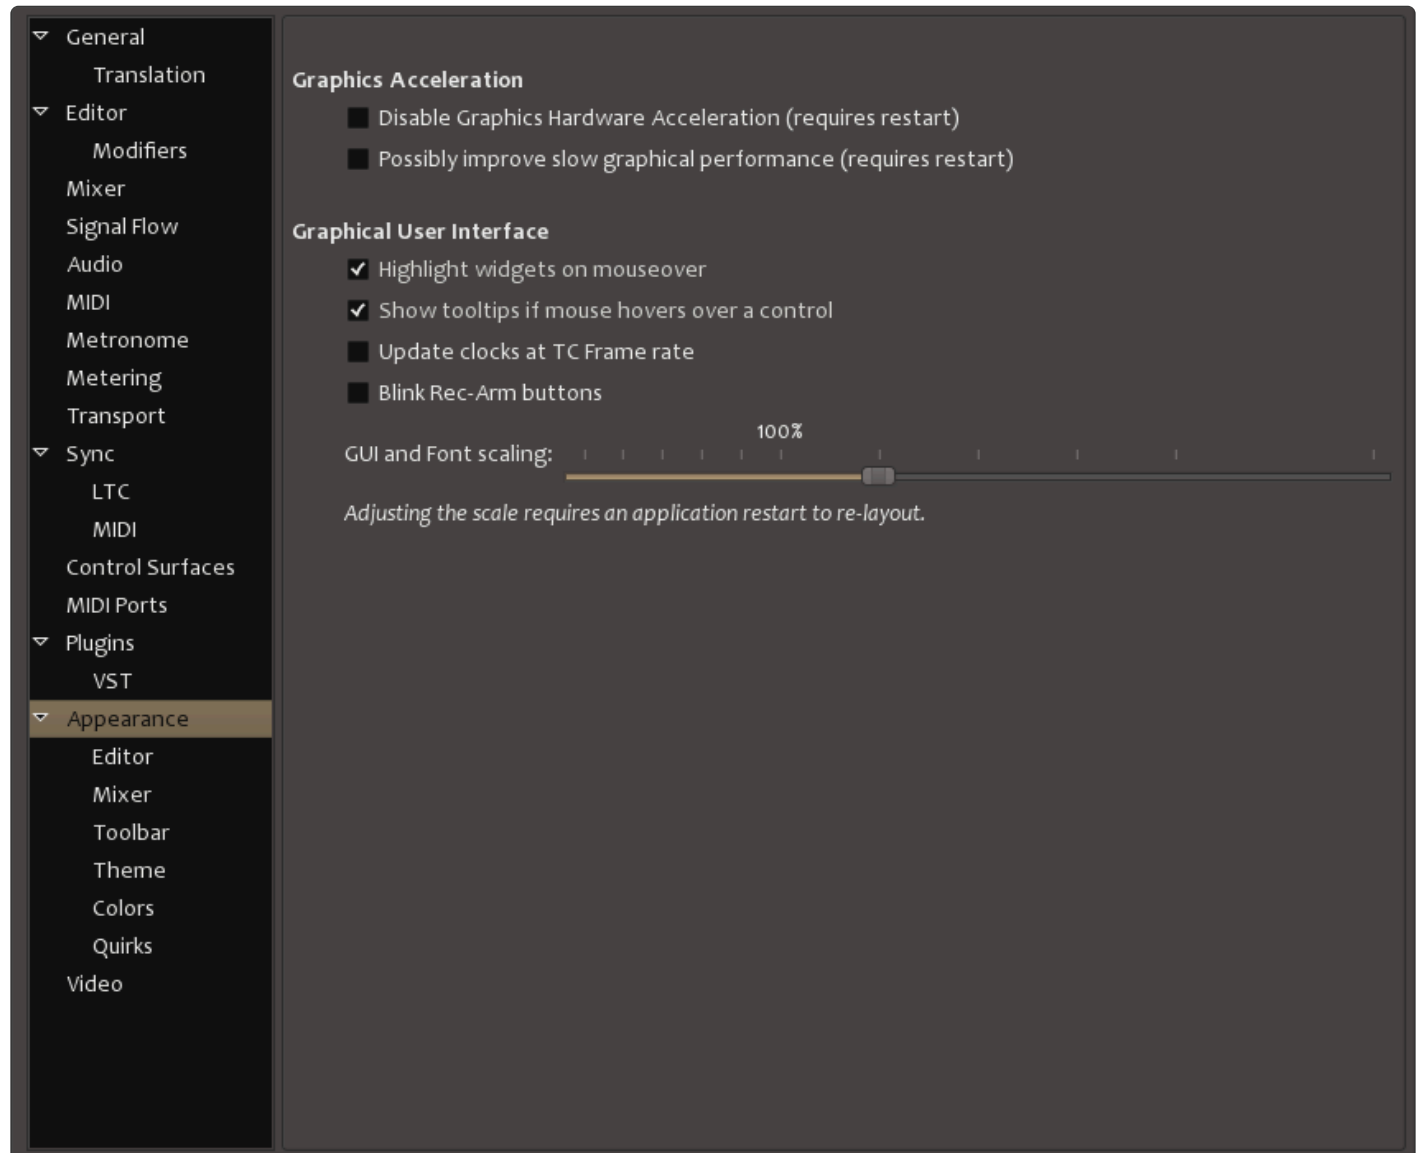 General
Translation
Editor
Modifiers
Mixer
Signal Flow
Audio
MIDI
Metronome
Metering
Transport
Sync
LTC
MIDI
Control Surfaces
MIDI Ports
Plugins
VST
Appearance
Editor
Mixer
Toolbar
Theme
Colors
Quirks
Video
Graphics Acceleration
Disable Graphics Hardware Acceleration (requires restart)
Possibly improve slow graphical performance (requires restart)
Graphical User Interface
Highlight widgets on mouseover
Show tooltips if mouse hovers over a control
Update clocks at TC Frame rate
Blink Rec-Arm buttons
100%
GUI and Font scaling:
Adjusting the scale requires an application restart to re-layout.